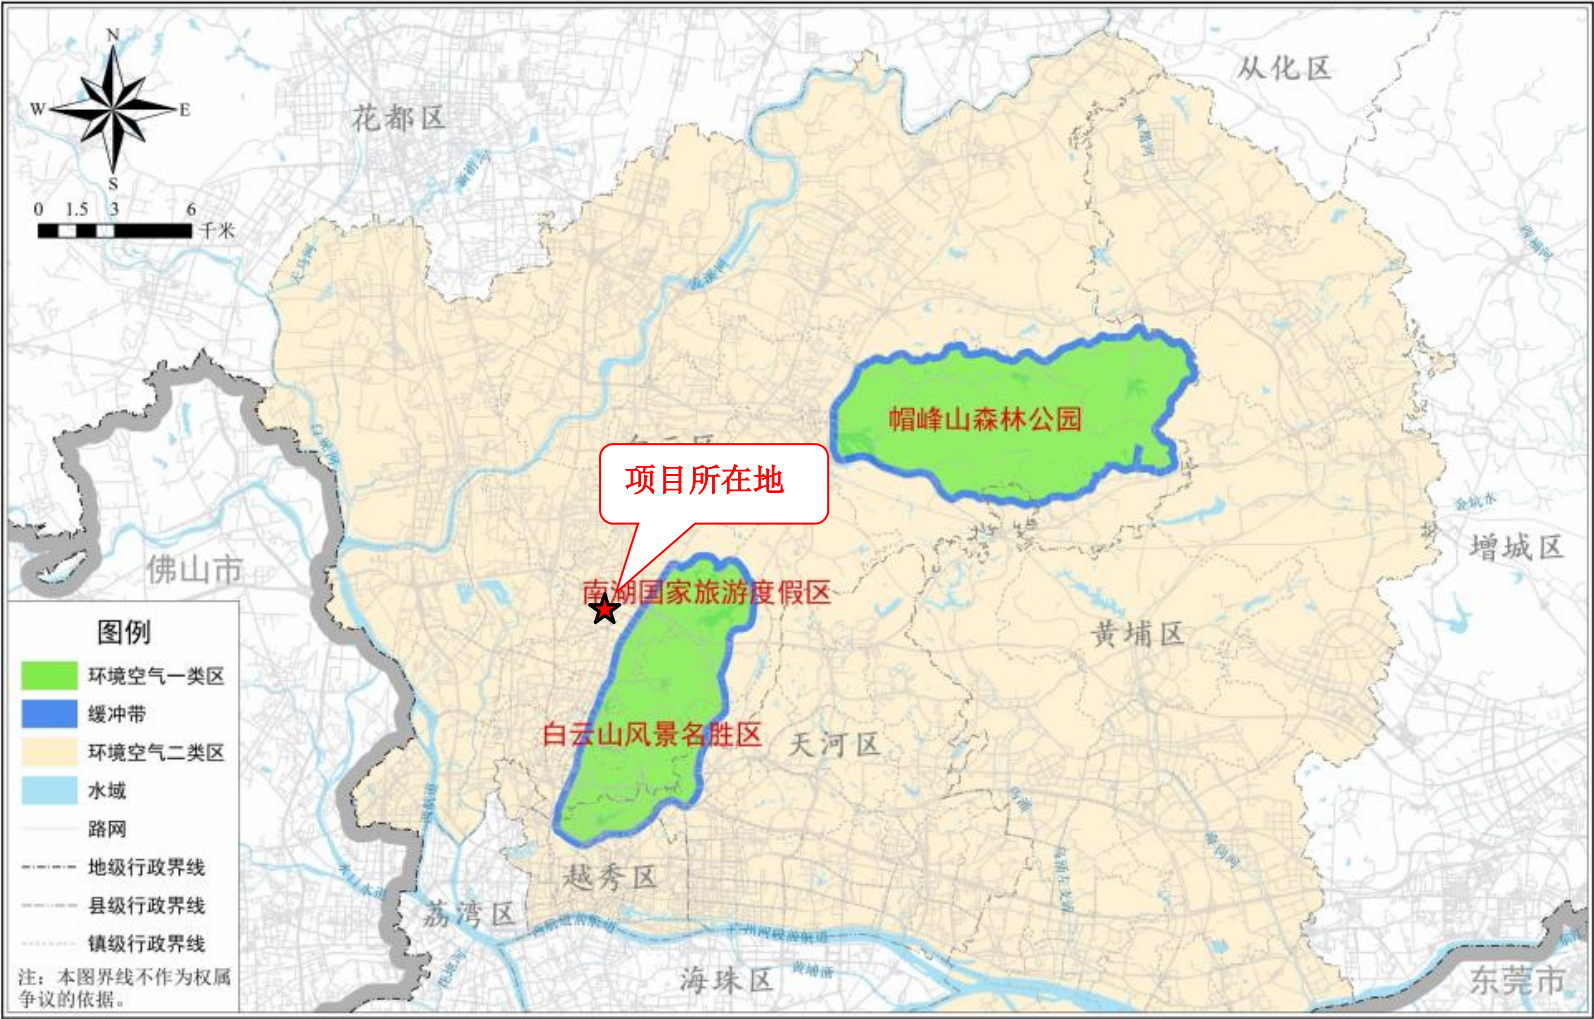 N
W
E
S
0 1.5 3 6
千米
从化区
花都区
流溪河
帽峰山森林公园
项目所在地
金坑水
增城区
佛山市
南湖国家旅游度假区
黄埔区
白云山风景名胜区
天河区
图例
环境空气一类区
缓冲带
环境空气二类区
水域
路网
地级行政界线
县级行政界线
镇级行政界线
注：本图界线不作为权属
争议的依据。
越秀区
荔湾区
海珠区
东莞市